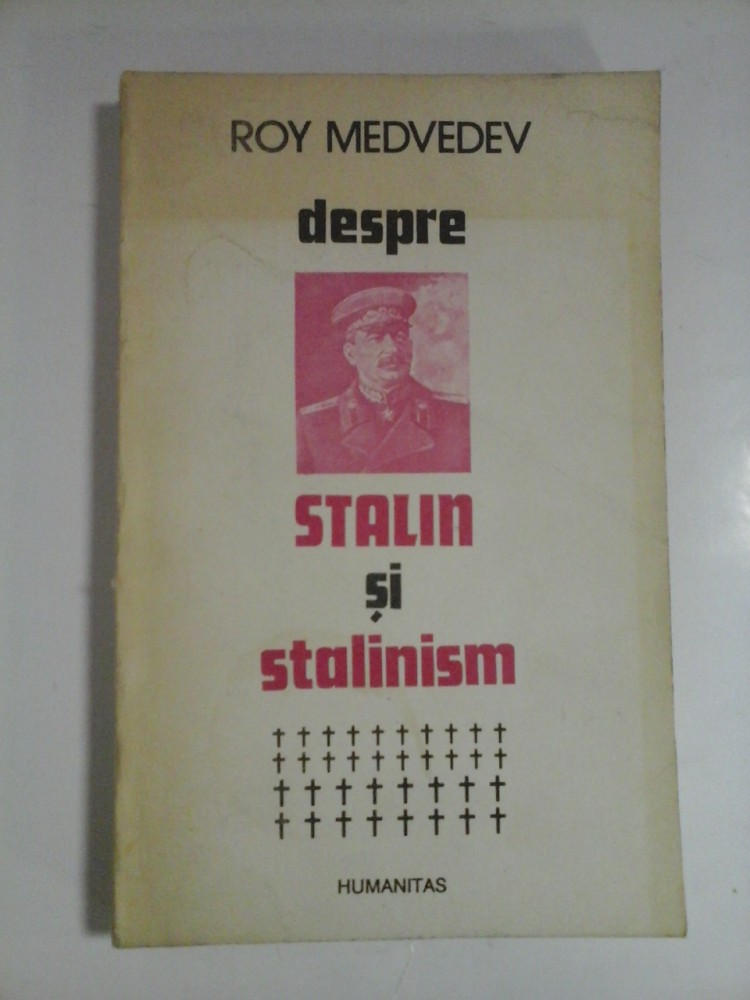 ROY MEDVEDEV
despre
STALIN
și
stalinism
HUMANITAS